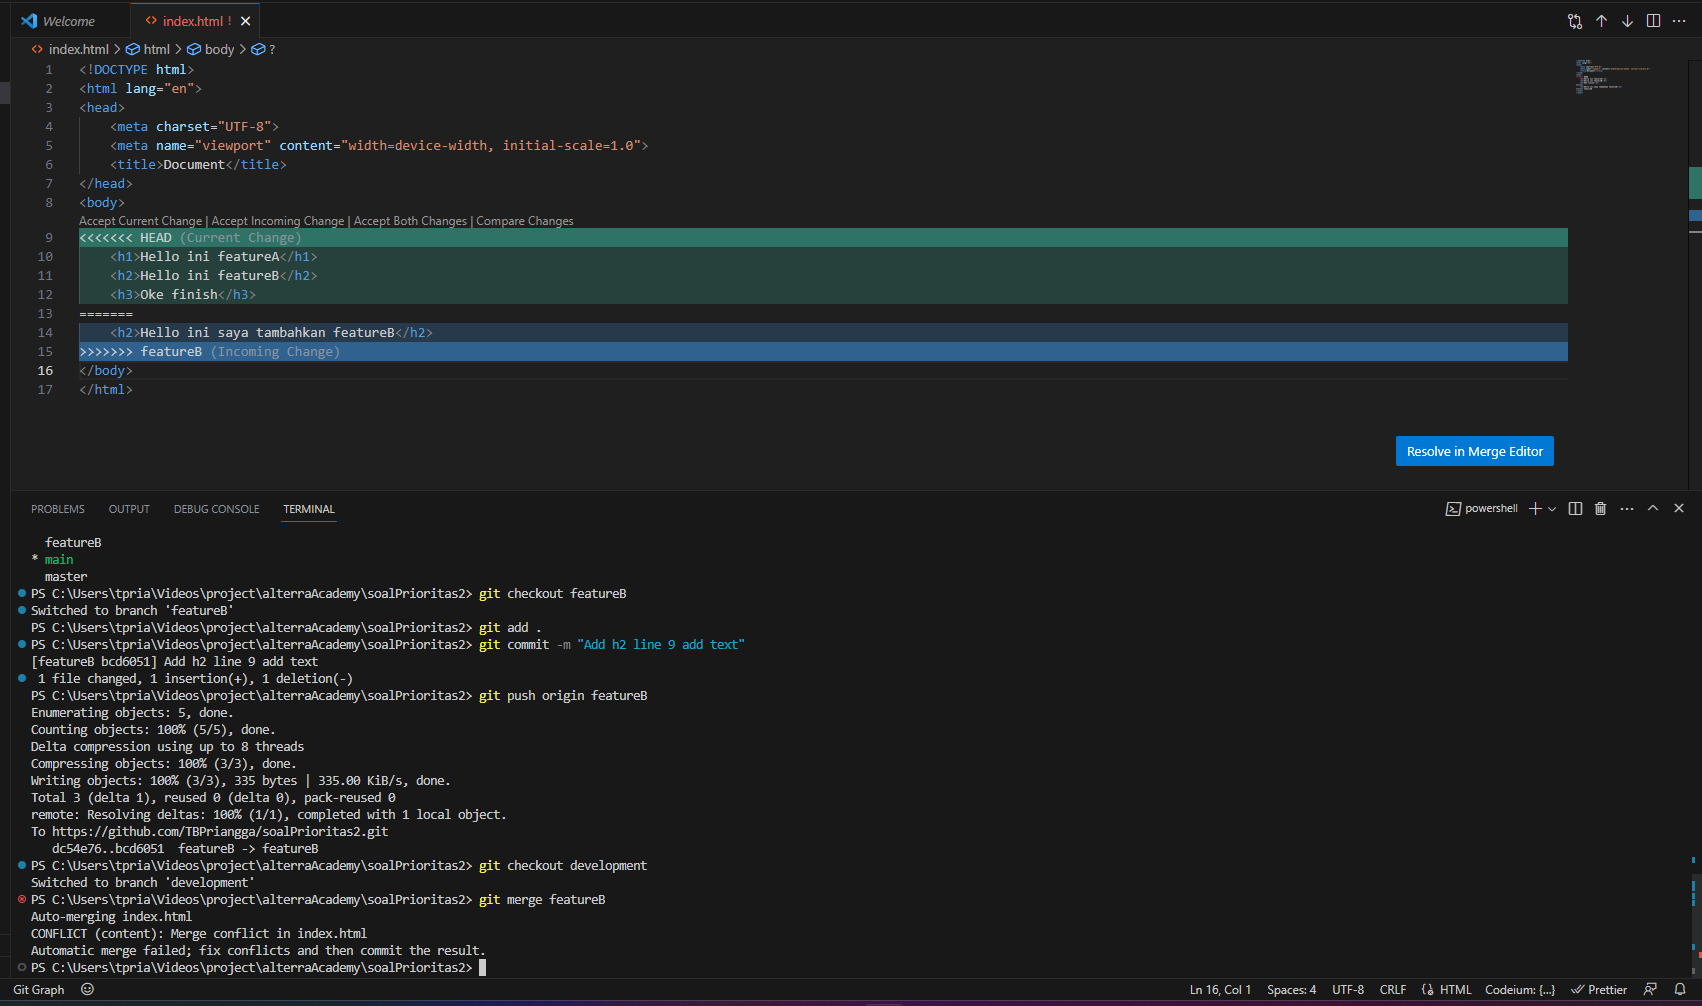 Welcome
index.html !
index.html > html > body > ?
1 <!DOCTYPE html>
2 <html lang="en">
3 <head>
4 <meta charset="UTF-8">
5 <meta name="viewport" content="width=device-width, initial-scale=1.0">
6 <title>Document</title>
7 </head>
8 <body>
Accept Current Change | Accept Incoming Change | Accept Both Changes | Compare Changes
9 <<<<<<< HEAD (Current Change)
10 <h1>Hello ini featureA</h1>
11 <h2>Hello ini featureB</h2>
12 <h3>Oke finish</h3>
13 =======
14 <h2>Hello ini saya tambahkan featureB</h2>
15 >>>>>>> featureB (Incoming Change)
16 </body>
17 </html>
Resolve in Merge Editor
PROBLEMS OUTPUT DEBUG CONSOLE TERMINAL
powershell
featureB
* main
master
PS C:\Users\tpria\Videos\project\alterraAcademy\soalPrioritas2> git checkout featureB
Switched to branch 'featureB'
PS C:\Users\tpria\Videos\project\alterraAcademy\soalPrioritas2> git add .
PS C:\Users\tpria\Videos\project\alterraAcademy\soalPrioritas2> git commit -m "Add h2 line 9 add text"
[featureB bcd6051] Add h2 line 9 add text
1 file changed, 1 insertion(+), 1 deletion(-)
PS C:\Users\tpria\Videos\project\alterraAcademy\soalPrioritas2> git push origin featureB
Enumerating objects: 5, done.
Counting objects: 100% (5/5), done.
Delta compression using up to 8 threads
Compressing objects: 100% (3/3), done.
Writing objects: 100% (3/3), 335 bytes | 335.00 KiB/s, done.
Total 3 (delta 1), reused 0 (delta 0), pack-reused 0
remote: Resolving deltas: 100% (1/1), completed with 1 local object.
To https://github.com/TBPriangga/soalPrioritas2.git
dc54e76..bcd6051 featureB -> featureB
PS C:\Users\tpria\Videos\project\alterraAcademy\soalPrioritas2> git checkout development
Switched to branch 'development'
PS C:\Users\tpria\Videos\project\alterraAcademy\soalPrioritas2> git merge featureB
Auto-merging index.html
CONFLICT (content): Merge conflict in index.html
Automatic merge failed; fix conflicts and then commit the result.
PS C:\Users\tpria\Videos\project\alterraAcademy\soalPrioritas2>
Git Graph
Ln 16, Col 1 Spaces: 4 UTF-8 CRLF HTML Codeium: {...} Prettier